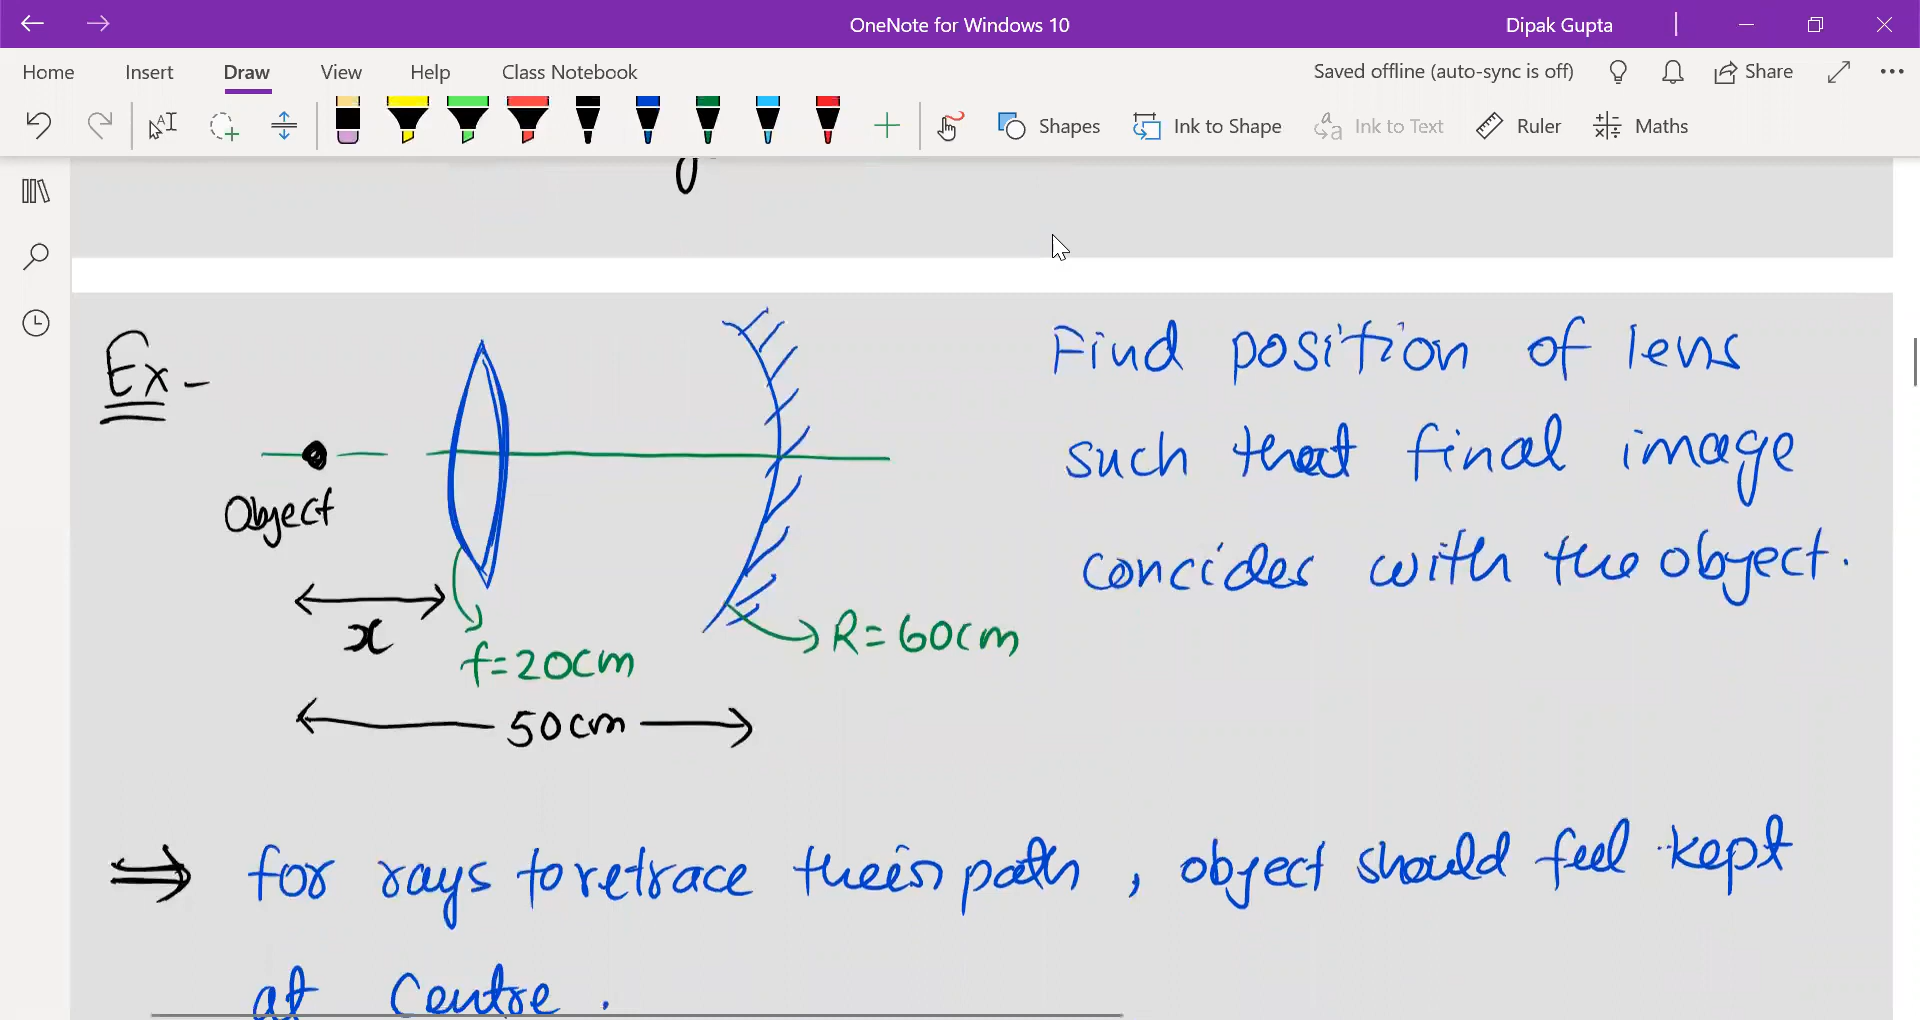 OneNote for Windows 10
Dipak Gupta
Home Insert Draw View Help Class Notebook
Saved offline (auto-sync is off) Share
Shapes Ink to Shape Ink to Text Ruler Maths
Ex-
Find position of lens
such that final image
concides with the object.
Object
x
f=20cm
R=60cm
50cm
⇒ for rays to retrace their path, object should feel kept
at Centre.